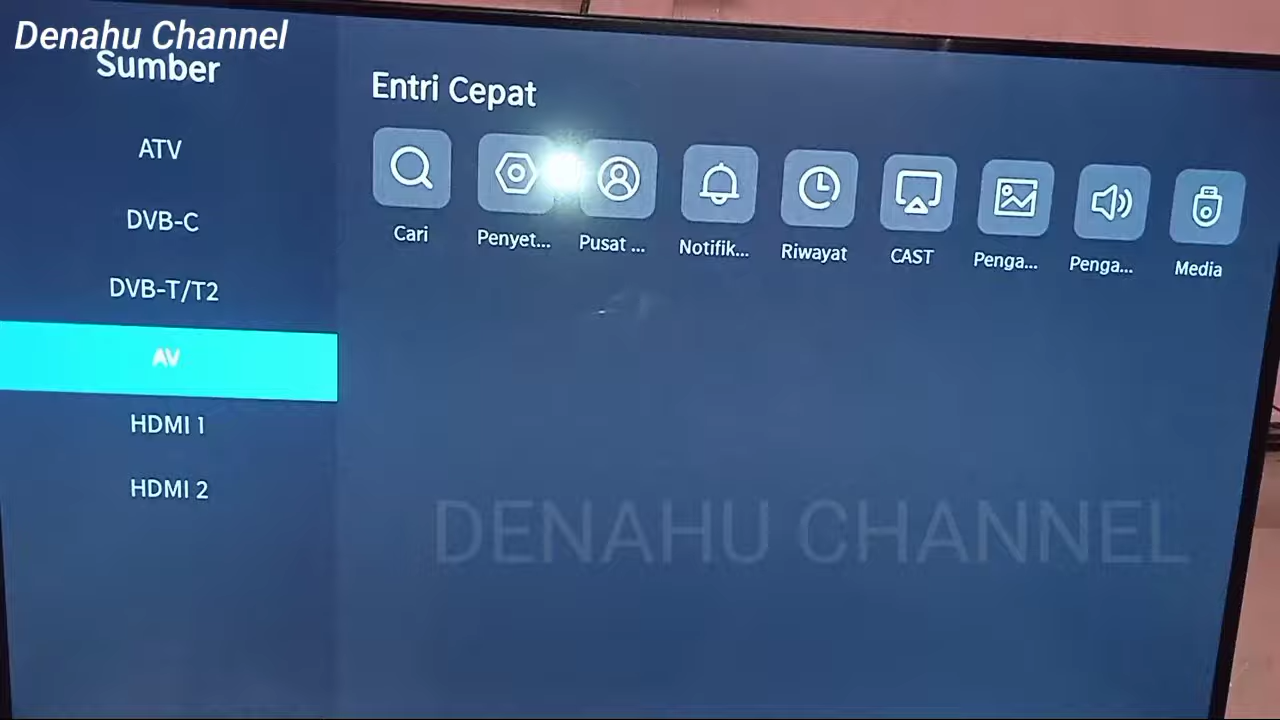 Denahu Channel
Sumber
ATV
DVB-C
DVB-T/T2
AV
HDMI 1
HDMI 2
Entri Cepat
Cari
Penyet...
Pusat ...
Notifik...
Riwayat
CAST
Penga...
Penga...
Media
DENAHU CHANNEL